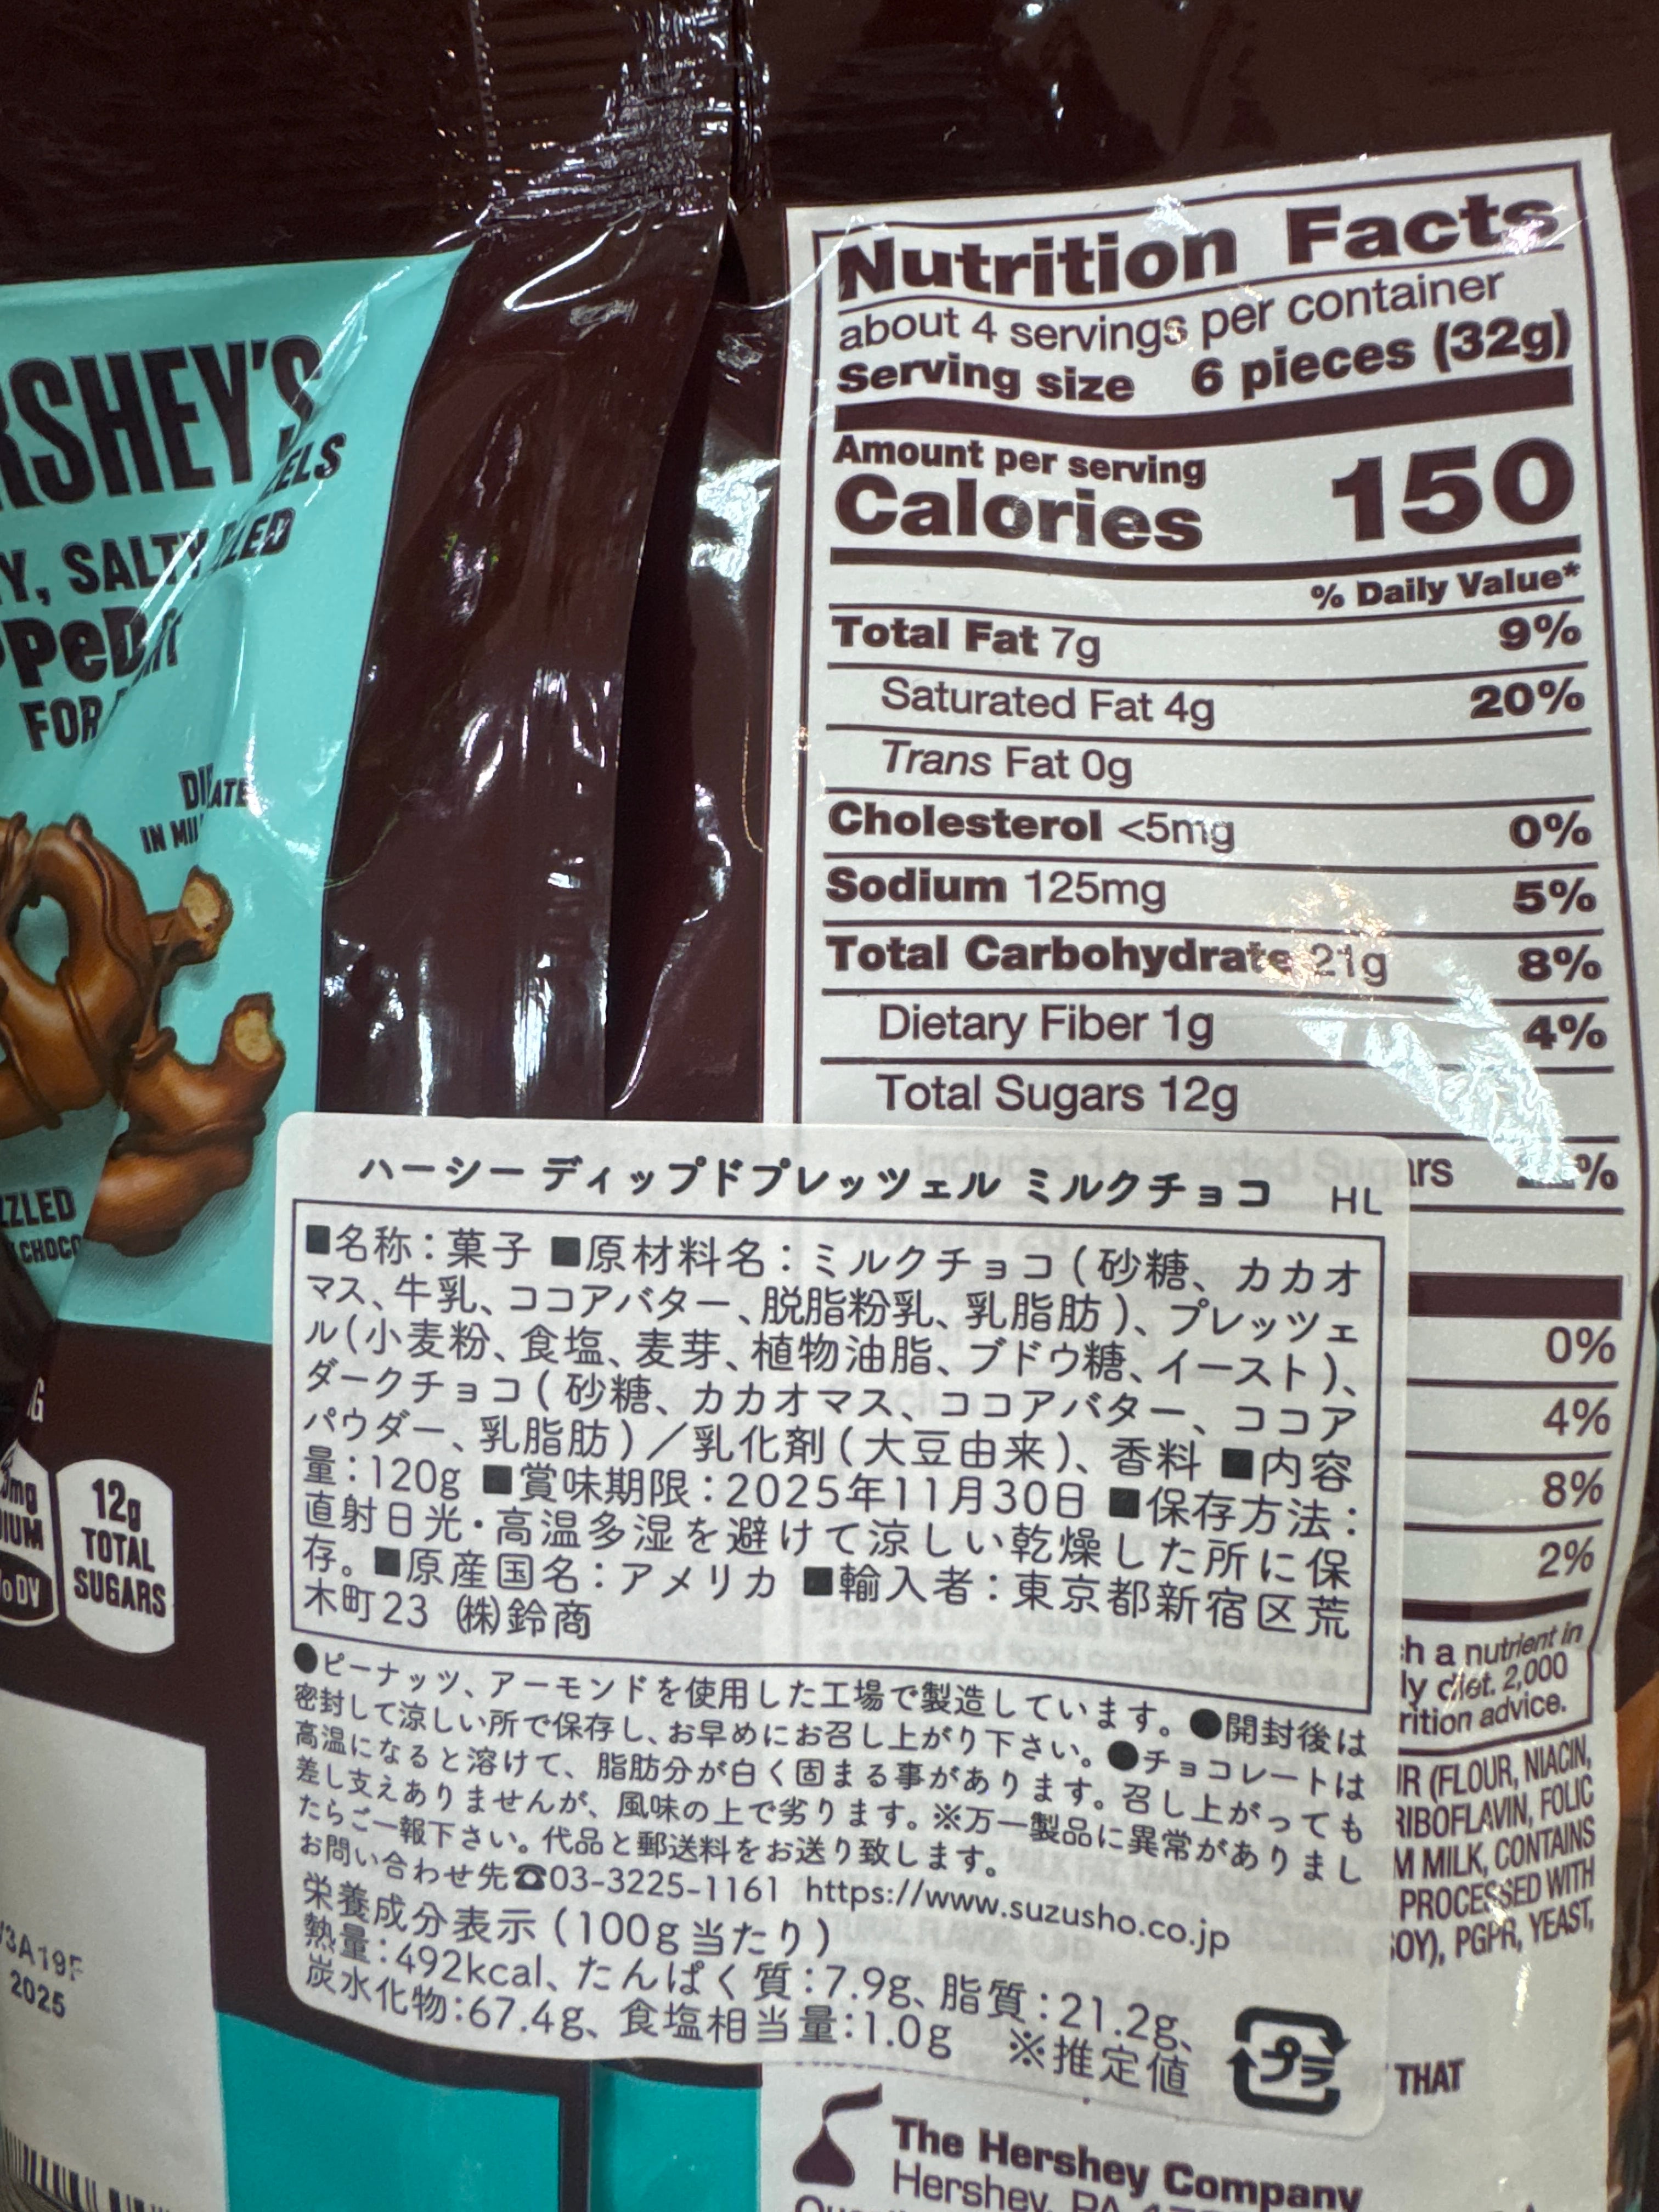 SHEY'S
ELS
Y, SALTY
FOR
IN MIL
ZZLED
CHOCO
12g
TOTAL
SUGARS
DV
2025
Nutrition Facts
about 4 servings per container
Serving size 6 pieces (32g)
Amount per serving
Calories 150
% Daily Value*
Total Fat 7g 9%
Saturated Fat 4g 20%
Trans Fat 0g
Cholesterol <5mg 0%
Sodium 125mg 5%
Total Carbohydrate 21g 8%
Dietary Fiber 1g 4%
Total Sugars 12g
rs %
0%
4%
8%
2%
h a nutrient in
ly diet. 2,000
rition advice.
UR (FLOUR, NIACIN,
RIBOFLAVIN, FOLIC
M MILK, CONTAINS
PROCESSED WITH
SOY), PGPR, YEAST,
THAT
ハーシー ディップドプレッツェル ミルクチョコ HL
■名称：菓子 ■原材料名：ミルクチョコ（砂糖、カカオ
マス、牛乳、ココアバター、脱脂粉乳、乳脂肪）、プレッツェ
ル（小麦粉、食塩、麦芽、植物油脂、ブドウ糖、イースト）、
ダークチョコ（砂糖、カカオマス、ココアバター、ココア
パウダー、乳脂肪）／乳化剤（大豆由来）、香料 ■内容
量：120g ■賞味期限：2025年11月30日 ■保存方法：
直射日光・高温多湿を避けて涼しい乾燥した所に保
存。■原産国名：アメリカ ■輸入者：東京都新宿区荒
木町23 ㈱鈴商
●ピーナッツ、アーモンドを使用した工場で製造しています。●開封後は
密封して涼しい所で保存し、お早めにお召し上がり下さい。●チョコレートは
高温になると溶けて、脂肪分が白く固まる事があります。召し上がっても
差し支えありませんが、風味の上で劣ります。※万一製品に異常がありまし
たらご一報下さい。代品と郵送料をお送り致します。
お問い合わせ先☎03-3225-1161 https://www.suzusho.co.jp
栄養成分表示（100g当たり）
熱量：492kcal、たんぱく質：7.9g、脂質：21.2g、
炭水化物：67.4g、食塩相当量：1.0g ※推定値
プラ
The Hershey Company
Hershey, PA